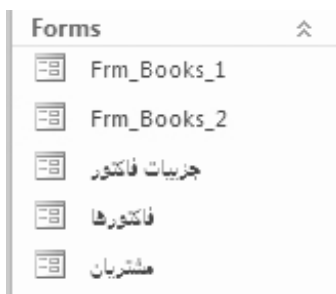 Forms
Frm_Books_1
Frm_Books_2
جزییات فاکتور
فاکتورها
مشتریان